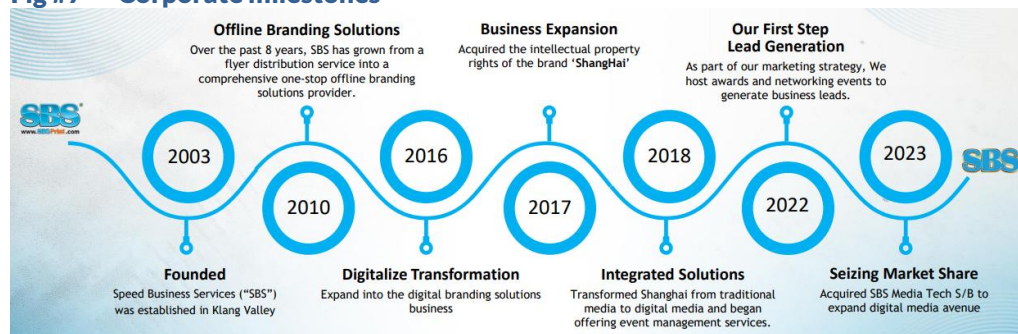 Corporate milestones
Offline Branding Solutions
Over the past 8 years, SBS has grown from a
flyer distribution service into a
comprehensive one-stop offline branding
solutions provider.
Business Expansion
Acquired the intellectual property
rights of the brand ‘ShangHai’
Our First Step
Lead Generation
As part of our marketing strategy, We
host awards and networking events to
generate business leads.
SBS®
www.SBSPrint.com
2003
2010
2016
2017
2018
2022
2023
SBS
Founded
Speed Business Services (“SBS”)
was established in Klang Valley
Digitalize Transformation
Expand into the digital branding solutions
business
Integrated Solutions
Transformed Shanghai from traditional
media to digital media and began
offering event management services.
Seizing Market Share
Acquired SBS Media Tech S/B to
expand digital media avenue